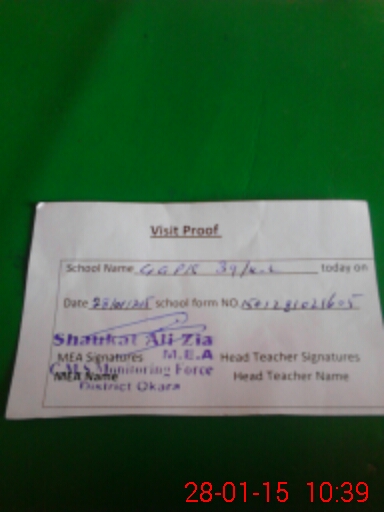 Visit Proof
School Name GGPS 39/ today on
Date 28/01/2015 school form NO.
Shaukat Ali Zia
MEA Signatures M.E.A Head Teacher Signatures
C.M.S Monitoring Force
MEA Name Head Teacher Name
District Okara
28-01-15 10:39